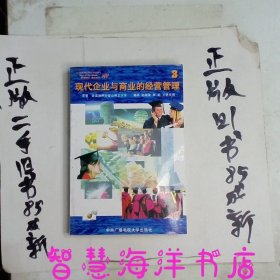 正版二手旧书85成新
3
现代企业与商业的经营管理
中央广播电视大学出版社
正版旧书85成新
智慧海洋书店